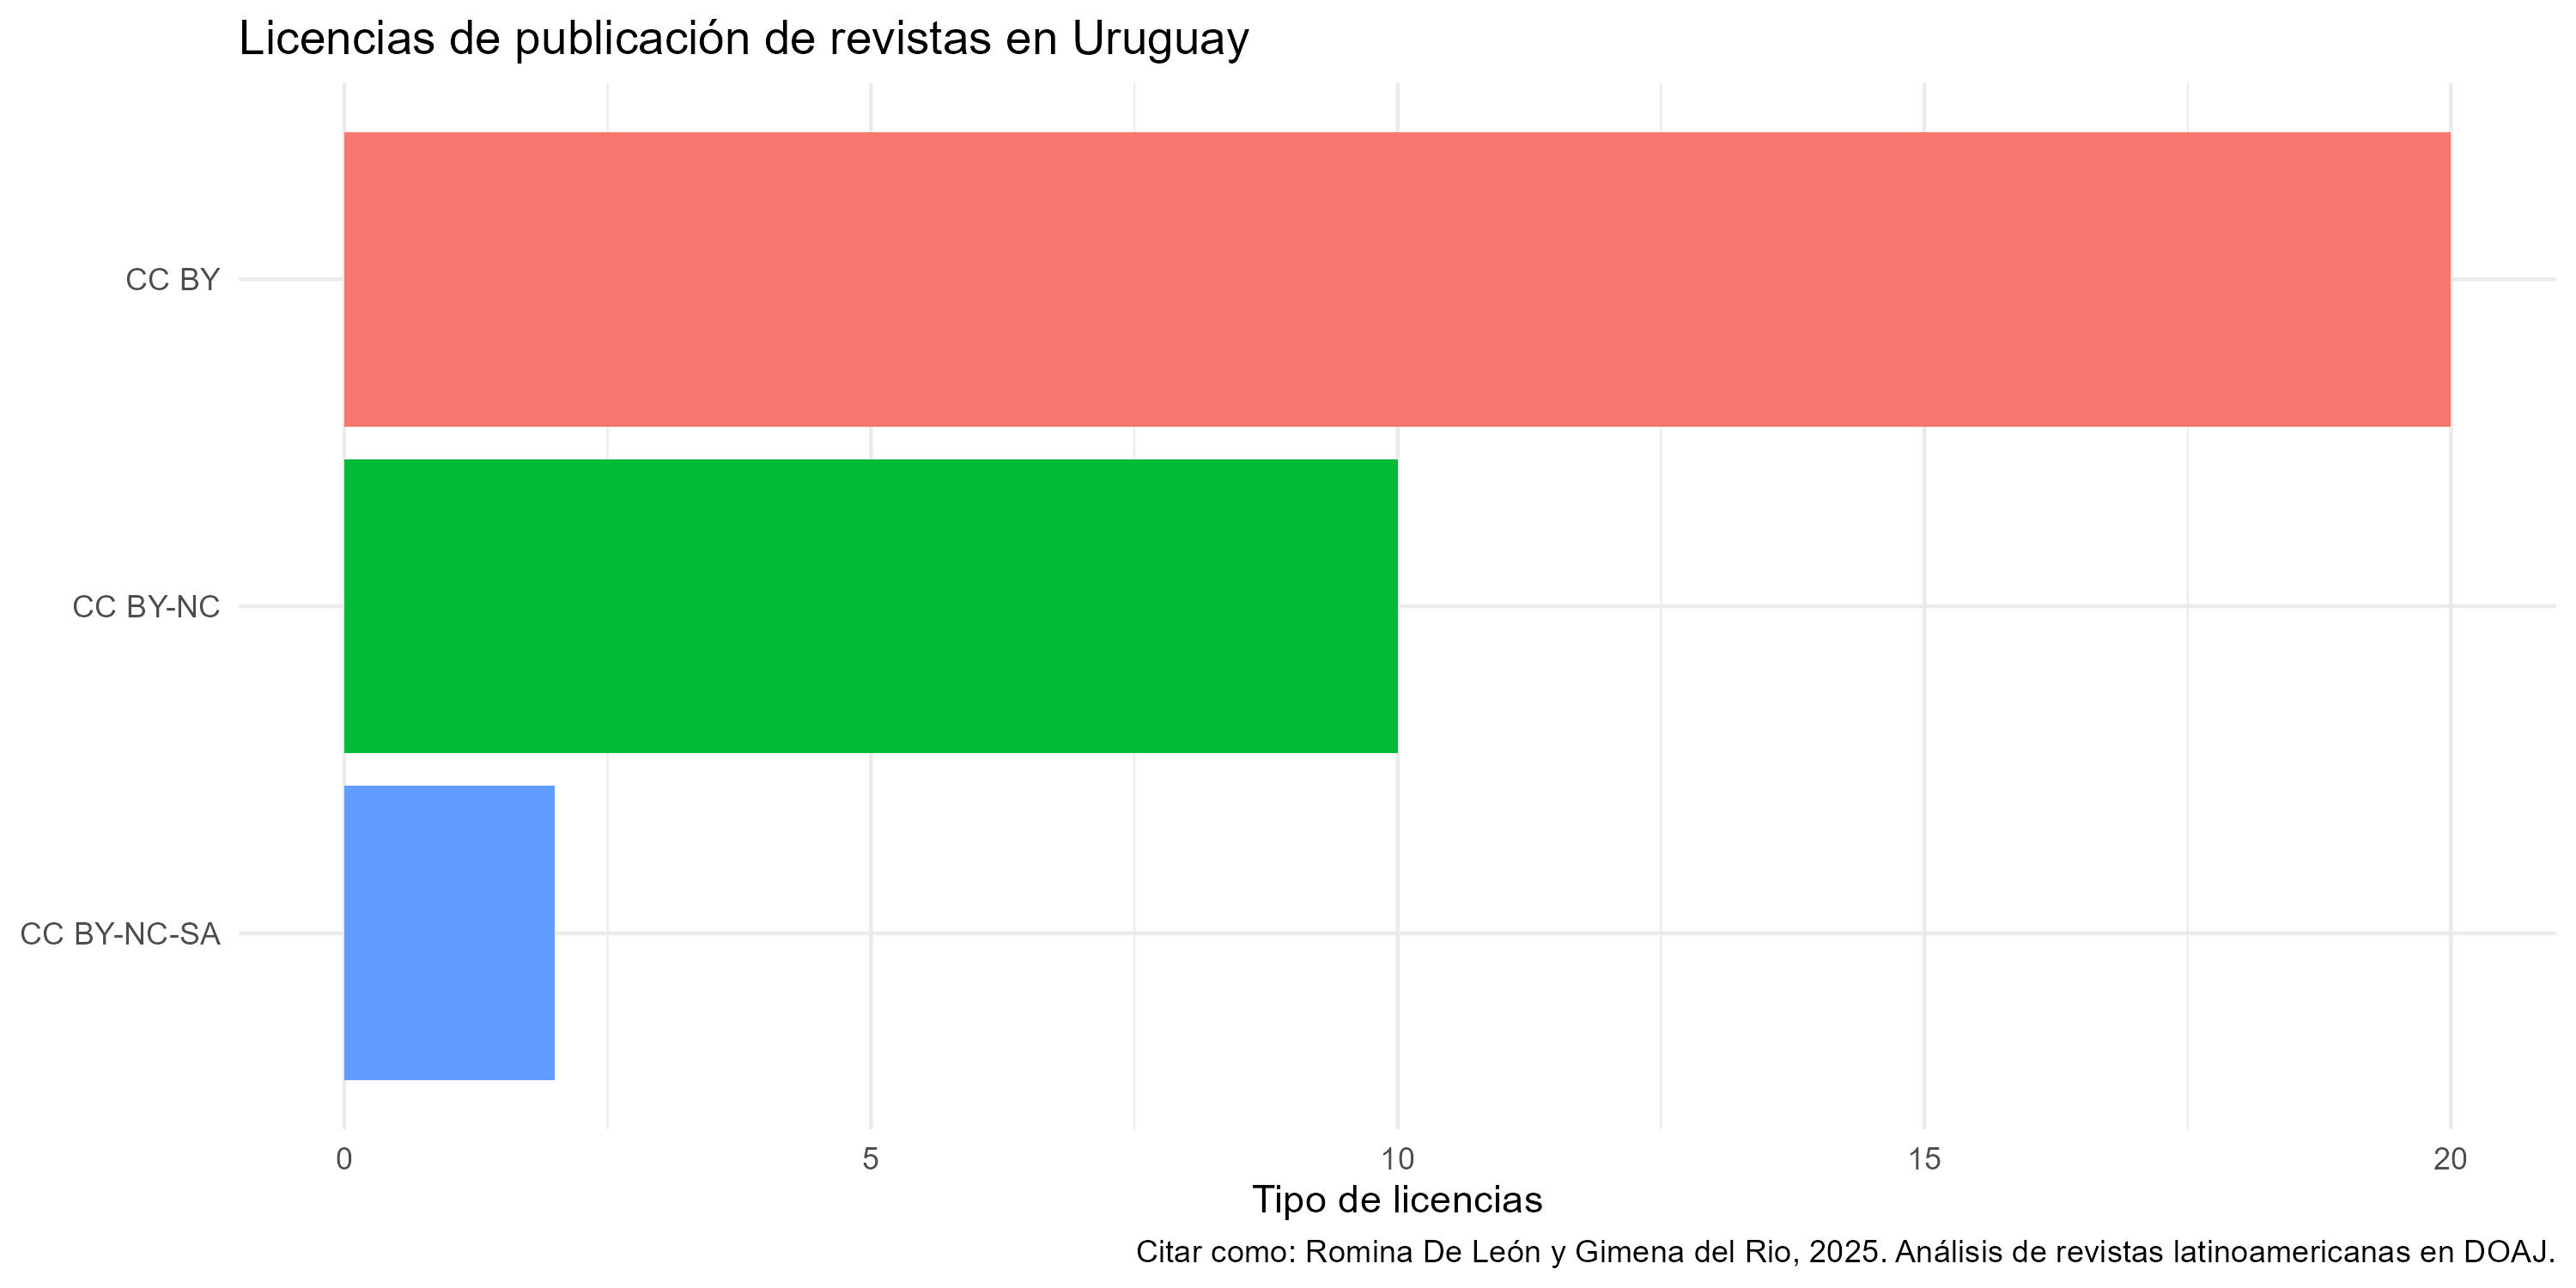 Licencias de publicación de revistas en Uruguay
CC BY
CC BY-NC
CC BY-NC-SA
0 5 10 15 20
Tipo de licencias
Citar como: Romina De León y Gimena del Rio, 2025. Análisis de revistas latinoamericanas en DOAJ.